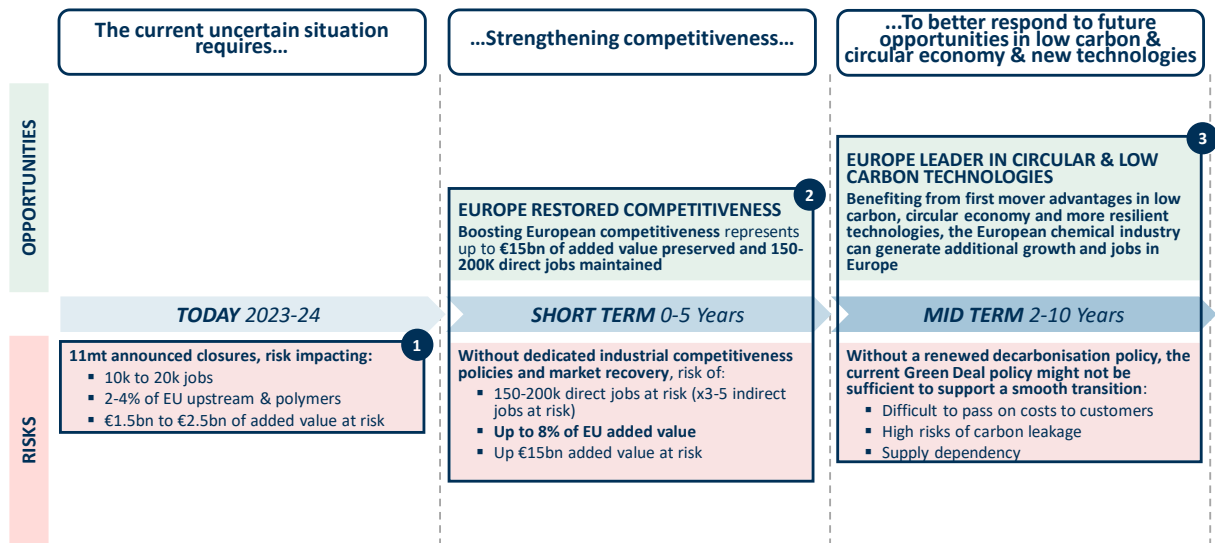 The current uncertain situation
requires…
…Strengthening competitiveness…
…To better respond to future
opportunities in low carbon &
circular economy & new technologies
OPPORTUNITIES
2
EUROPE RESTORED COMPETITIVENESS
Boosting European competitiveness represents
up to €15bn of added value preserved and 150-
200K direct jobs maintained
3
EUROPE LEADER IN CIRCULAR & LOW
CARBON TECHNOLOGIES
Benefiting from first mover advantages in low
carbon, circular economy and more resilient
technologies, the European chemical industry
can generate additional growth and jobs in
Europe
TODAY 2023-24
SHORT TERM 0-5 Years
MID TERM 2-10 Years
RISKS
1
11mt announced closures, risk impacting:
▪ 10k to 20k jobs
▪ 2-4% of EU upstream & polymers
▪ €1.5bn to €2.5bn of added value at risk
Without dedicated industrial competitiveness
policies and market recovery, risk of:
▪ 150-200k direct jobs at risk (x3-5 indirect
jobs at risk)
▪ Up to 8% of EU added value
▪ Up €15bn added value at risk
Without a renewed decarbonisation policy, the
current Green Deal policy might not be
sufficient to support a smooth transition:
▪ Difficult to pass on costs to customers
▪ High risks of carbon leakage
▪ Supply dependency